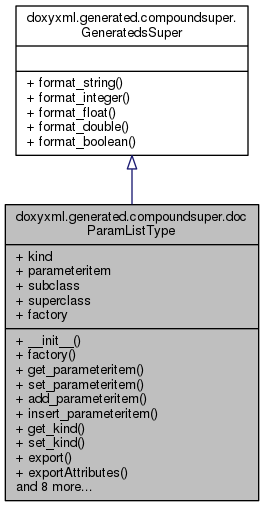 doxyxml.generated.compoundsuper.
GeneratedsSuper
+ format_string()
+ format_integer()
+ format_float()
+ format_double()
+ format_boolean()
doxyxml.generated.compoundsuper.doc
ParamListType
+ kind
+ parameteritem
+ subclass
+ superclass
+ factory
+ __init__()
+ factory()
+ get_parameteritem()
+ set_parameteritem()
+ add_parameteritem()
+ insert_parameteritem()
+ get_kind()
+ set_kind()
+ export()
+ exportAttributes()
and 8 more...